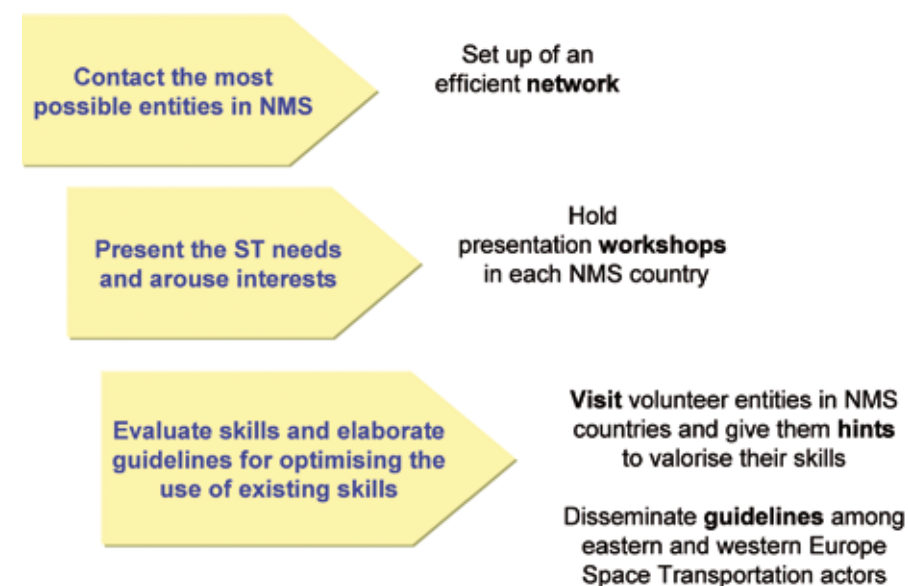 Contact the most
possible entities in NMS
Set up of an
efficient network
Present the ST needs
and arouse interests
Hold
presentation workshops
in each NMS country
Evaluate skills and elaborate
guidelines for optimising the
use of existing skills
Visit volunteer entities in NMS
countries and give them hints
to valorise their skills
Disseminate guidelines among
eastern and western Europe
Space Transportation actors